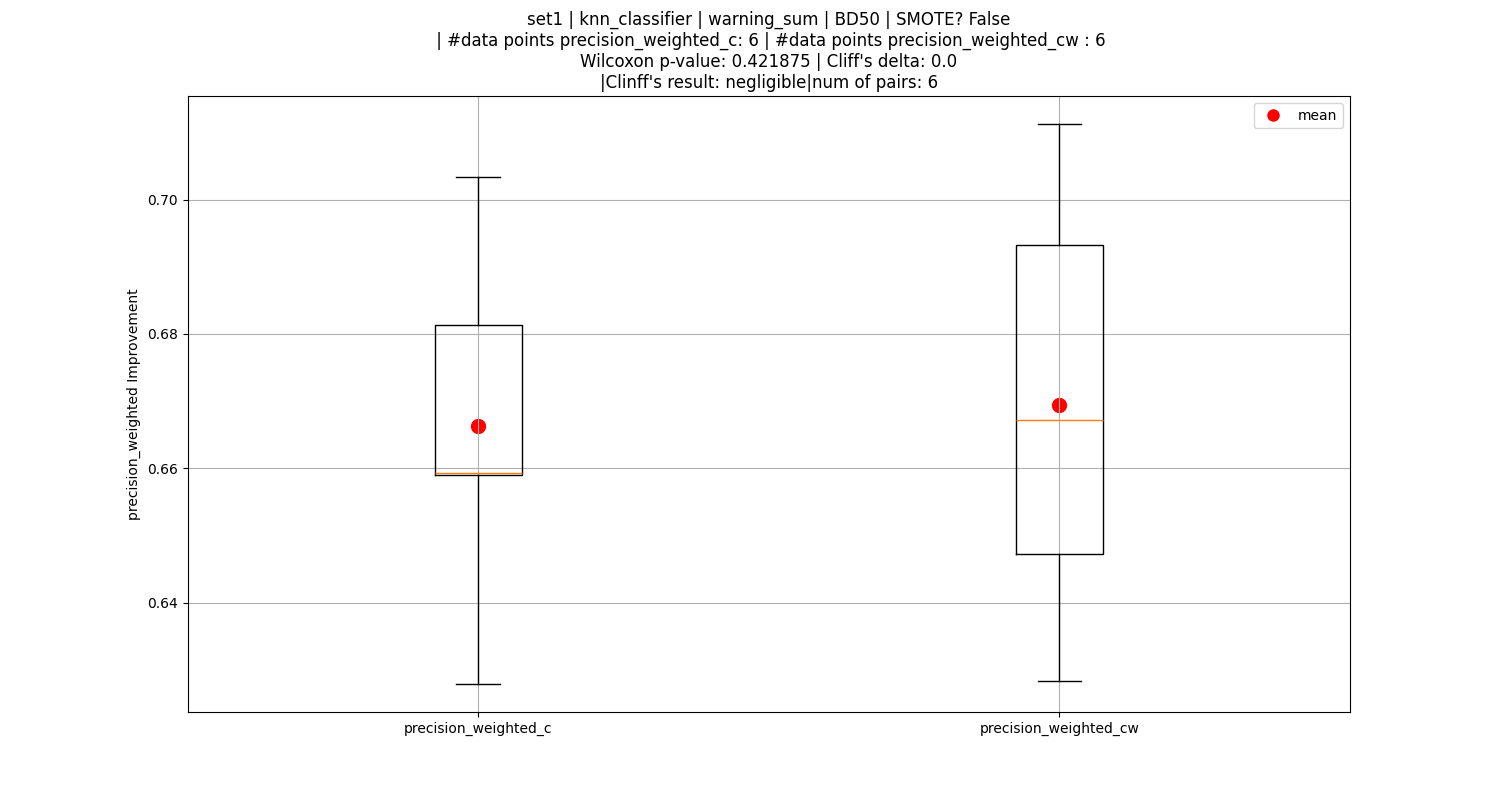 set1 | knn_classifier | warning_sum | BD50 | SMOTE? False
| #data points precision_weighted_c: 6 | #data points precision_weighted_cw : 6
Wilcoxon p-value: 0.421875 | Cliff's delta: 0.0
|Clinff's result: negligible|num of pairs: 6
mean
0.70
0.68
0.66
0.64
precision_weighted Improvement
precision_weighted_c
precision_weighted_cw